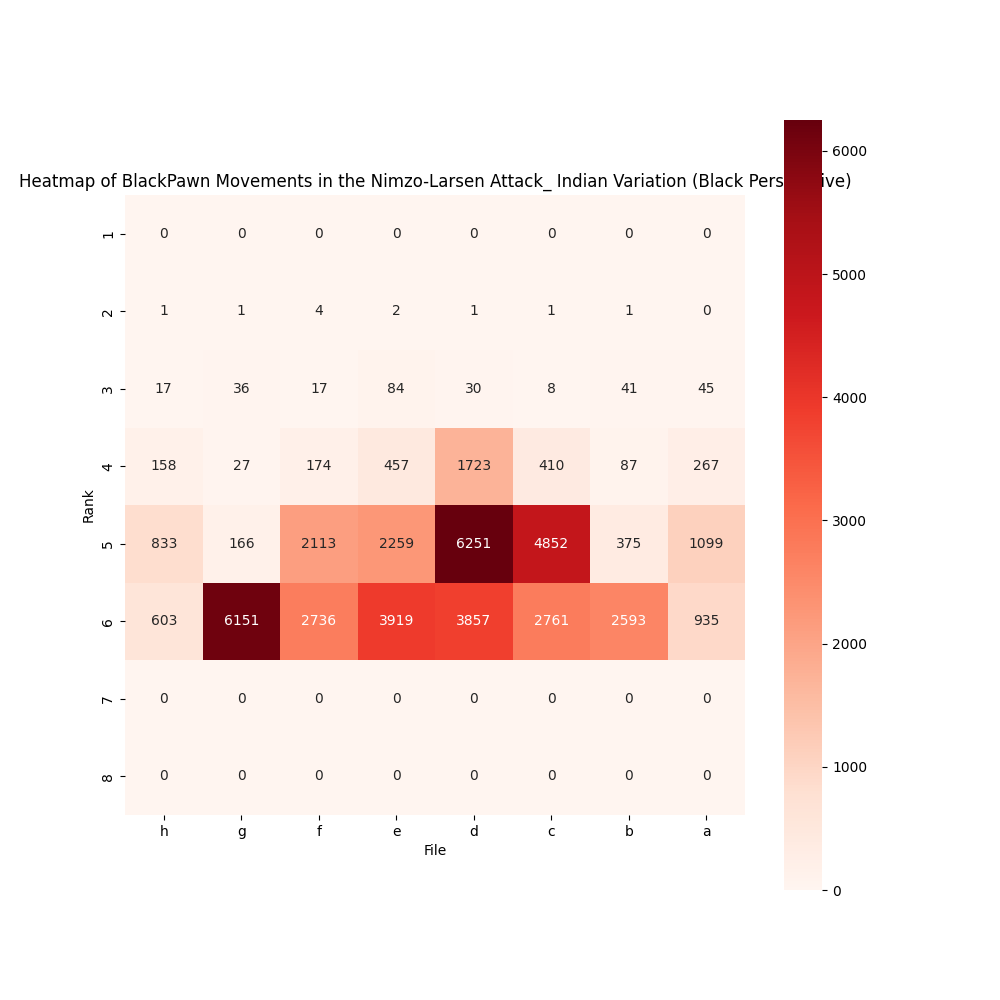 Heatmap of BlackPawn Movements in the Nimzo-Larsen Attack_ Indian Variation (Black Pers ive)
6000
5000
4000
3000
2000
1000
0
Rank
1 0 0 0 0 0 0 0 0
2 1 1 4 2 1 1 1 0
3 17 36 17 84 30 8 41 45
4 158 27 174 457 1723 410 87 267
5 833 166 2113 2259 6251 4852 375 1099
6 603 6151 2736 3919 3857 2761 2593 935
7 0 0 0 0 0 0 0 0
8 0 0 0 0 0 0 0 0
h g f e d c b a
File